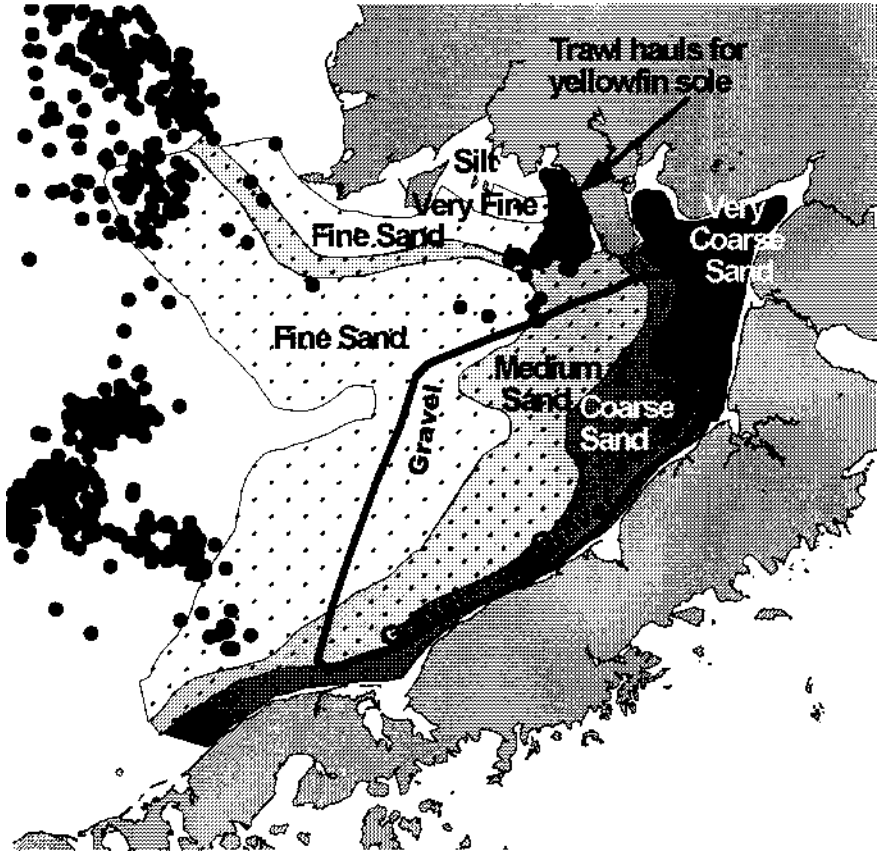 Trawl hauls for
yellowfin sole
Silt
Very Fine
Fine Sand
Very
Coarse
Sand
Fine Sand
Medium
Sand
Coarse
Sand
Gravel